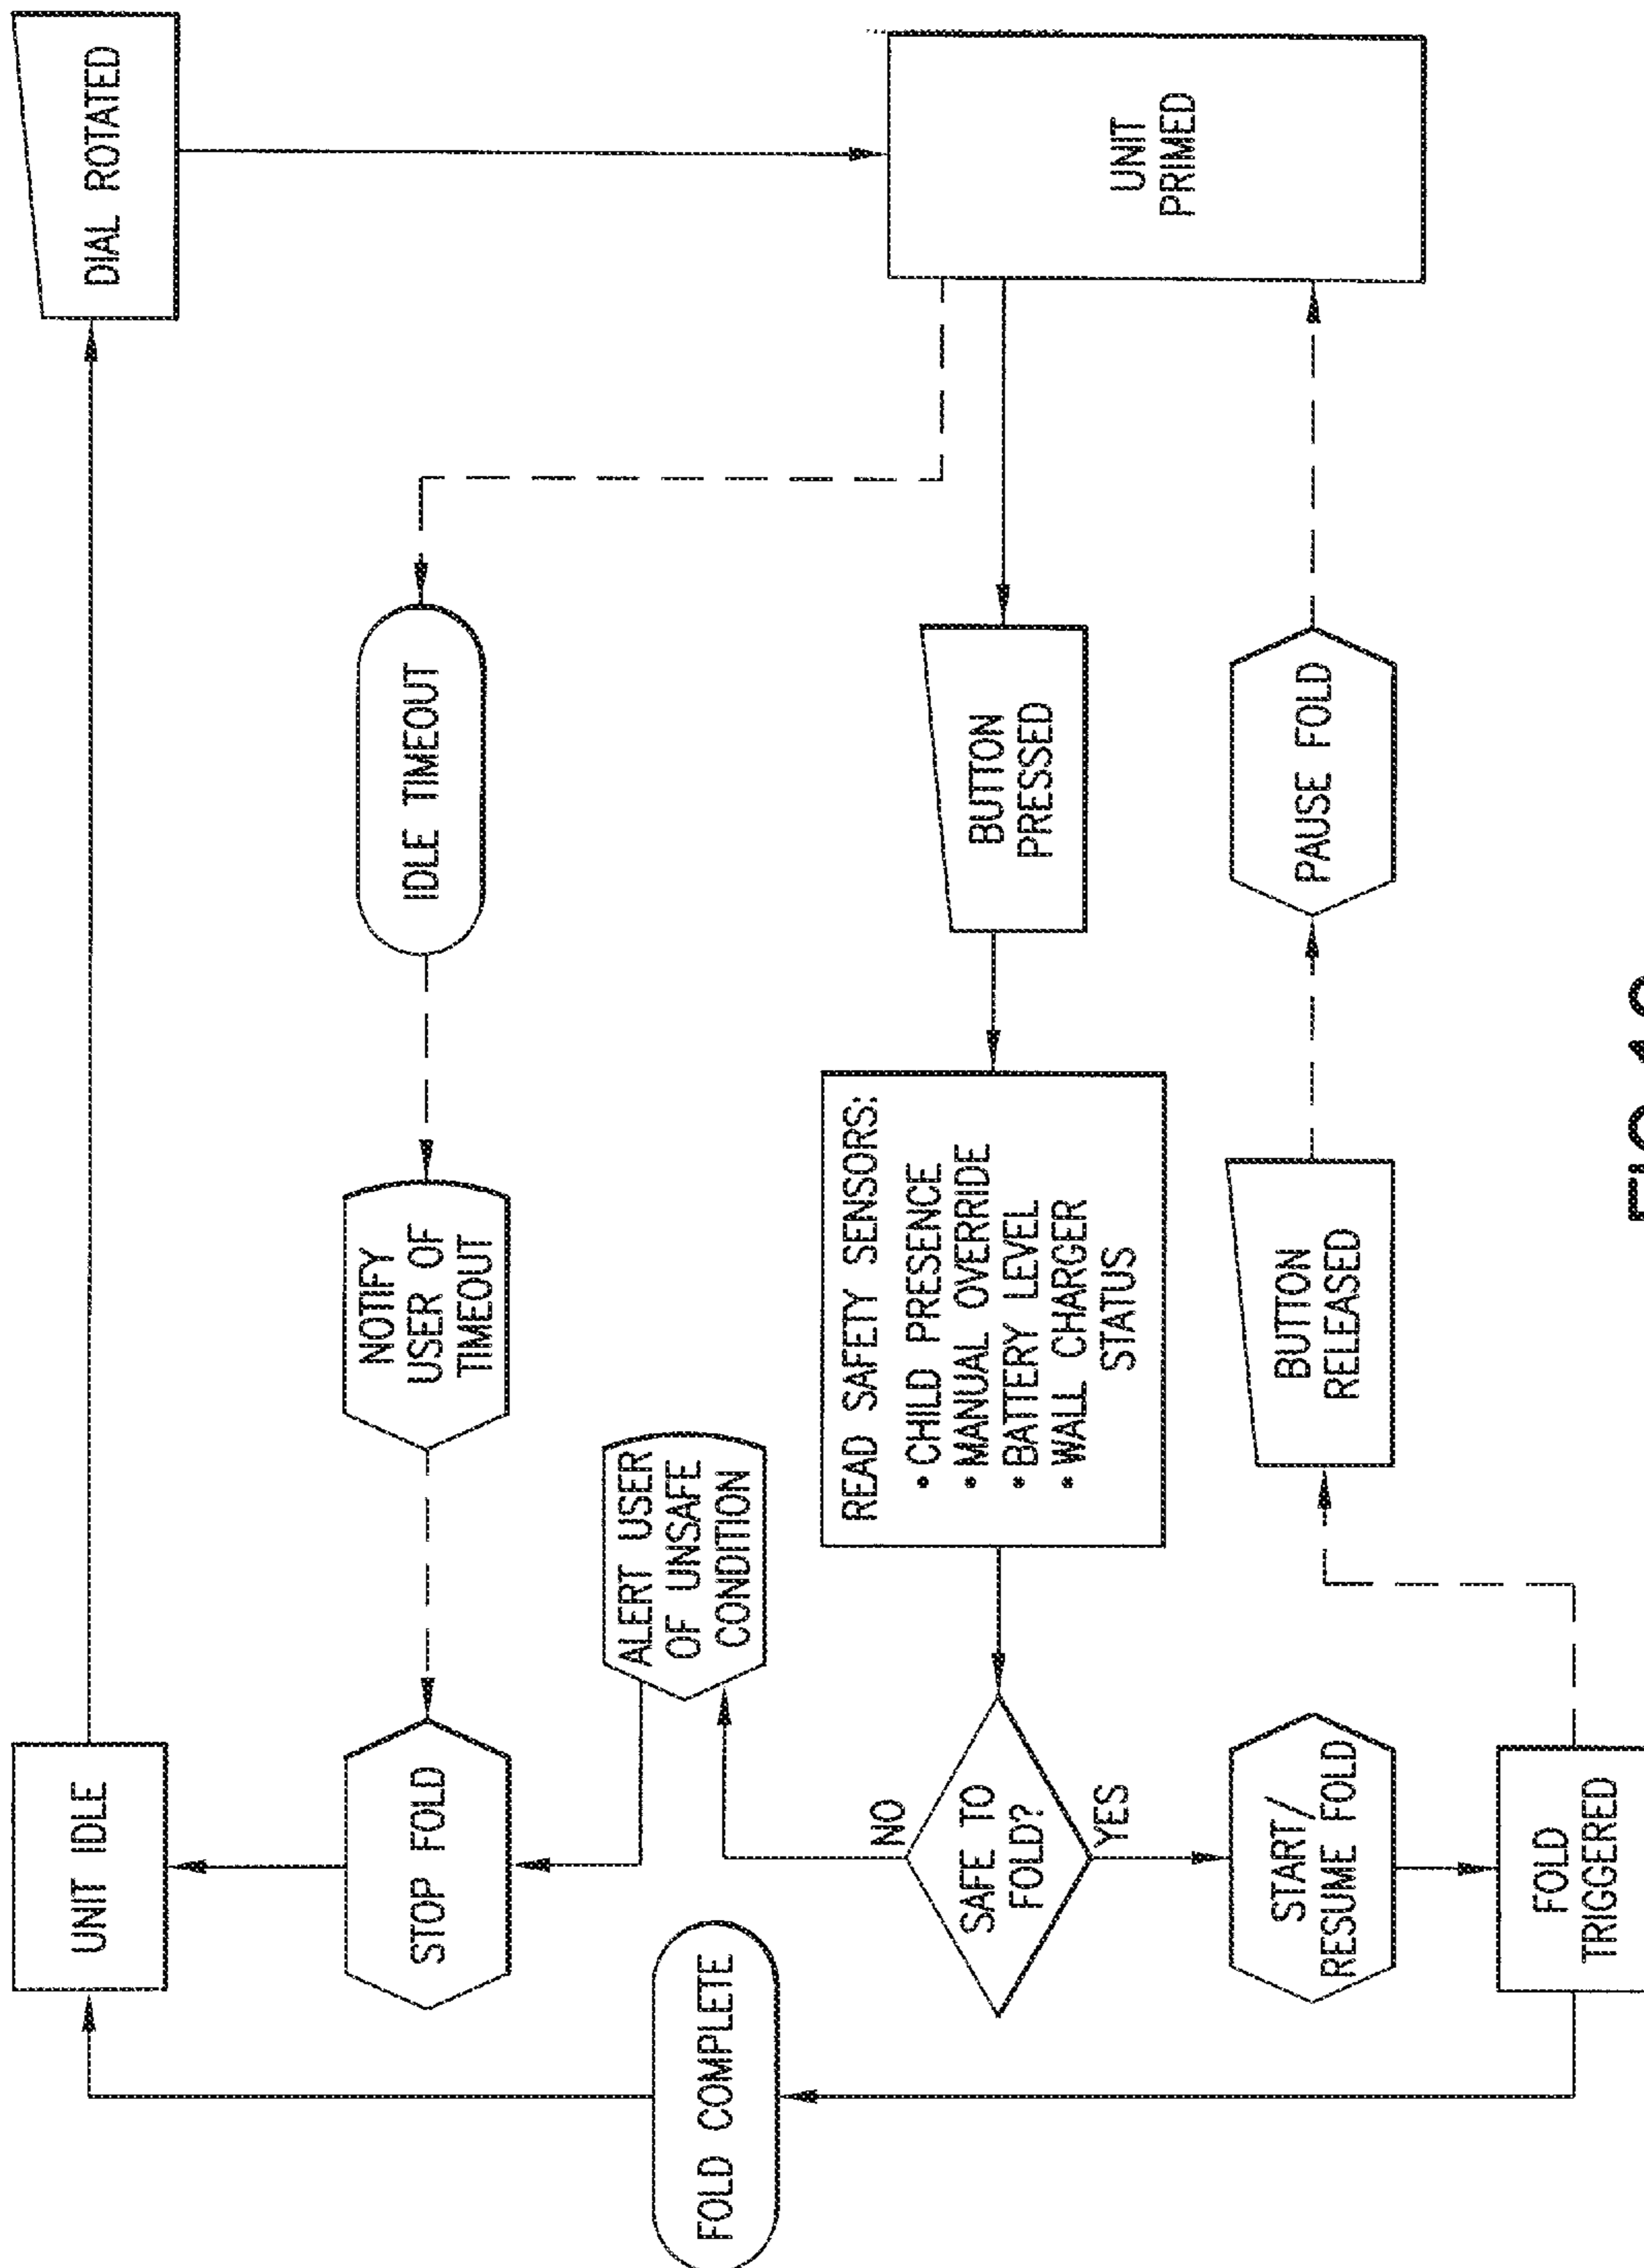 UNIT IDLE
DIAL ROTATED
STOP FOLD
NOTIFY
USER OF
TIMEOUT
IDLE TIMEOUT
FOLD COMPLETE
ALERT USER
OF UNSAFE
CONDITION
NO
SAFE TO
FOLD?
YES
READ SAFETY SENSORS:
• CHILD PRESENCE
• MANUAL OVERRIDE
• BATTERY LEVEL
• WALL CHARGER
STATUS
BUTTON
PRESSED
UNIT
PRIMED
START/
RESUME FOLD
BUTTON
RELEASED
PAUSE FOLD
FOLD
TRIGGERED